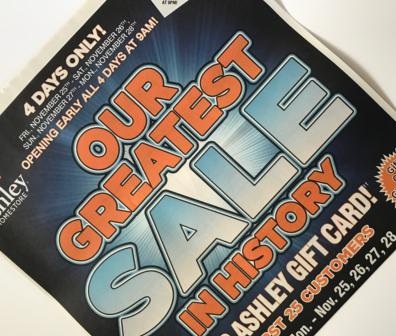 AT 9PM!
4 DAYS ONLY!
FRI. NOVEMBER 25TH - SAT. NOVEMBER 26TH,
SUN. NOVEMBER 27TH - MON. NOVEMBER 28TH
OPENING EARLY ALL 4 DAYS AT 9AM!
OUR
GREATEST
SALE
IN HISTORY
ASHLEY GIFT CARD!
25 CUSTOMERS
Nov. 25, 26, 27, 28
HOMESTORE